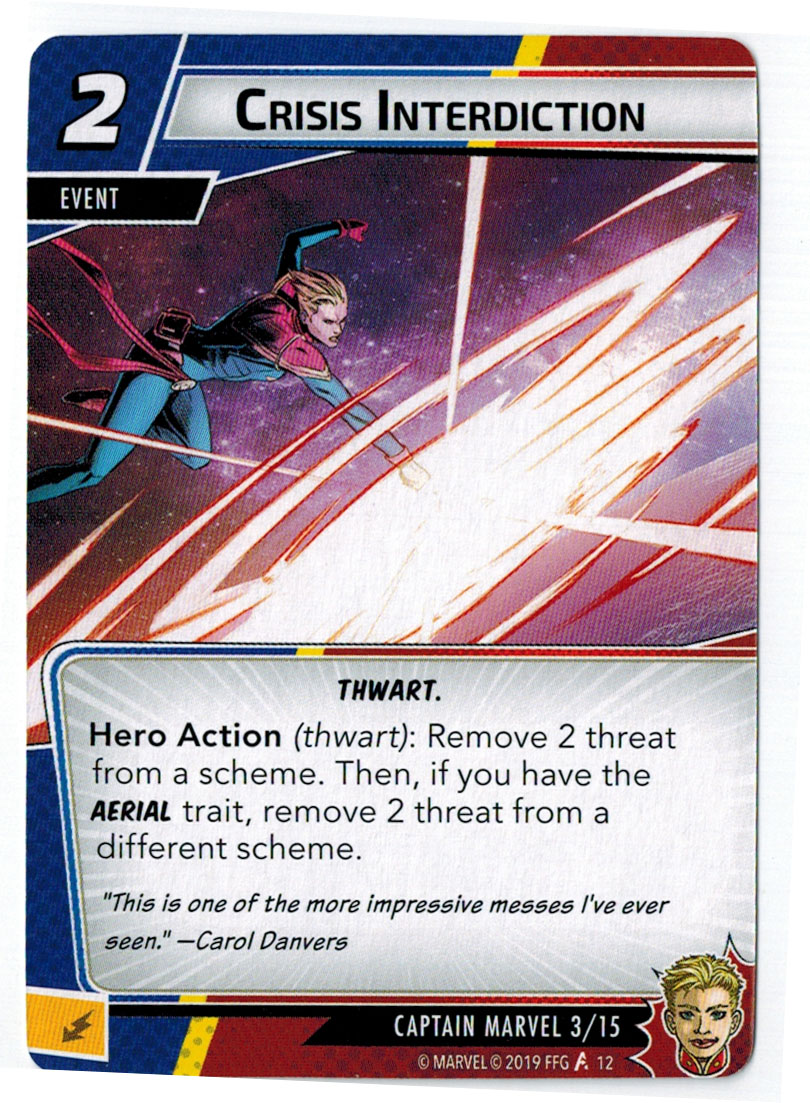 2
CRISIS INTERDICTION
EVENT
THWART.
Hero Action (thwart): Remove 2 threat
from a scheme. Then, if you have the
AERIAL trait, remove 2 threat from a
different scheme.
"This is one of the more impressive messes I've ever
seen." —Carol Danvers
CAPTAIN MARVEL 3/15
© MARVEL © 2019 FFG 12